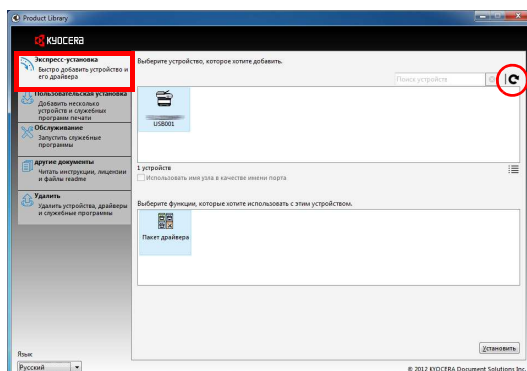 Product Library
KYOCERA
Экспресс-установка
Быстро добавить устройство и
его драйвера
Пользовательская установка
Добавить несколько
устройств и служебных
программ печати
Обслуживание
Запустить служебные
программы
другие документы
Читать инструкции, лицензии
и файлы readme
Удалить
Удалить устройства, драйверы
и служебные программы
Выберите устройство, которое хотите добавить.
Поиск устройств
USB001
1 устройств
Использовать имя узла в качестве имени порта
Выберите функции, которые хотите использовать с этим устройством.
Пакет драйвера
Установить
Язык
Русский
© 2012 KYOCERA Document Solutions Inc.